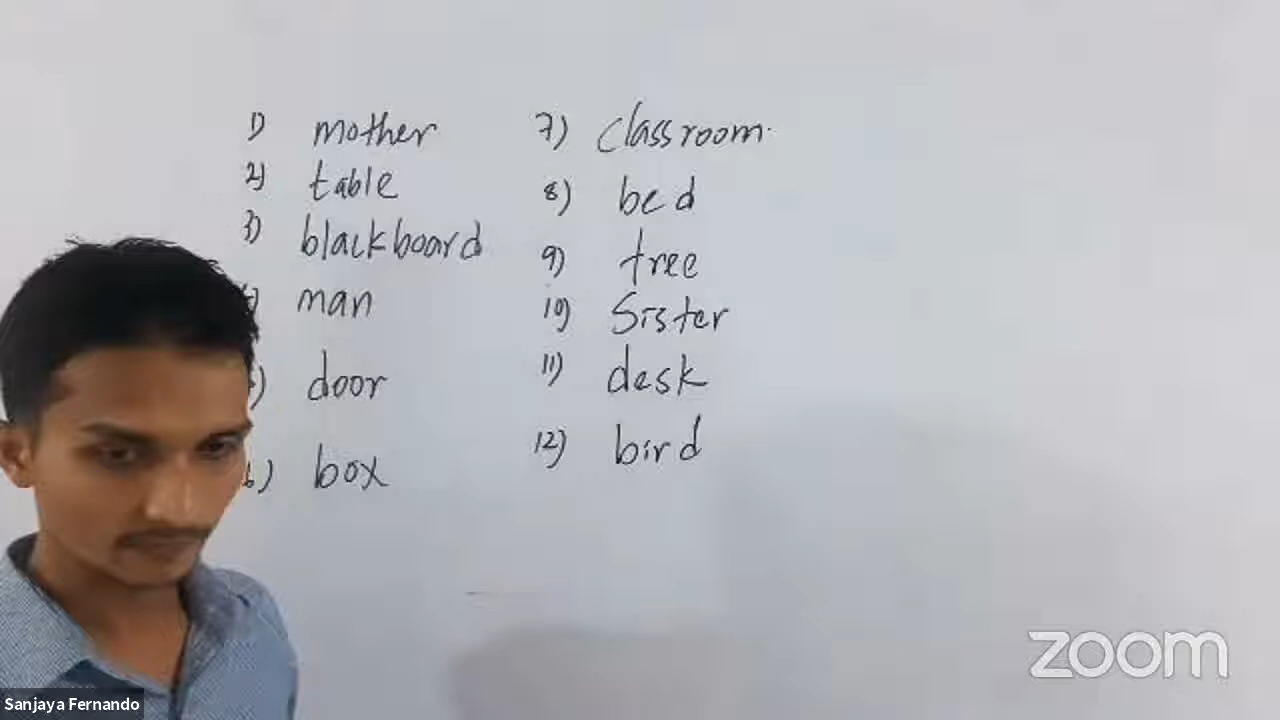 1) mother
2) table
3) blackboard
man
) door
6) box
7) classroom
8) bed
9) tree
10) Sister
11) desk
12) bird
zoom
Sanjaya Fernando